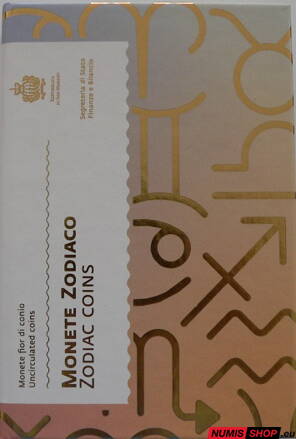 Segreteria di Stato
Finanze e Bilancio
MONETE ZODIACO
ZODIAC COINS
Monete fior di conio
Uncirculated coins
NUMIS SHOP.eu